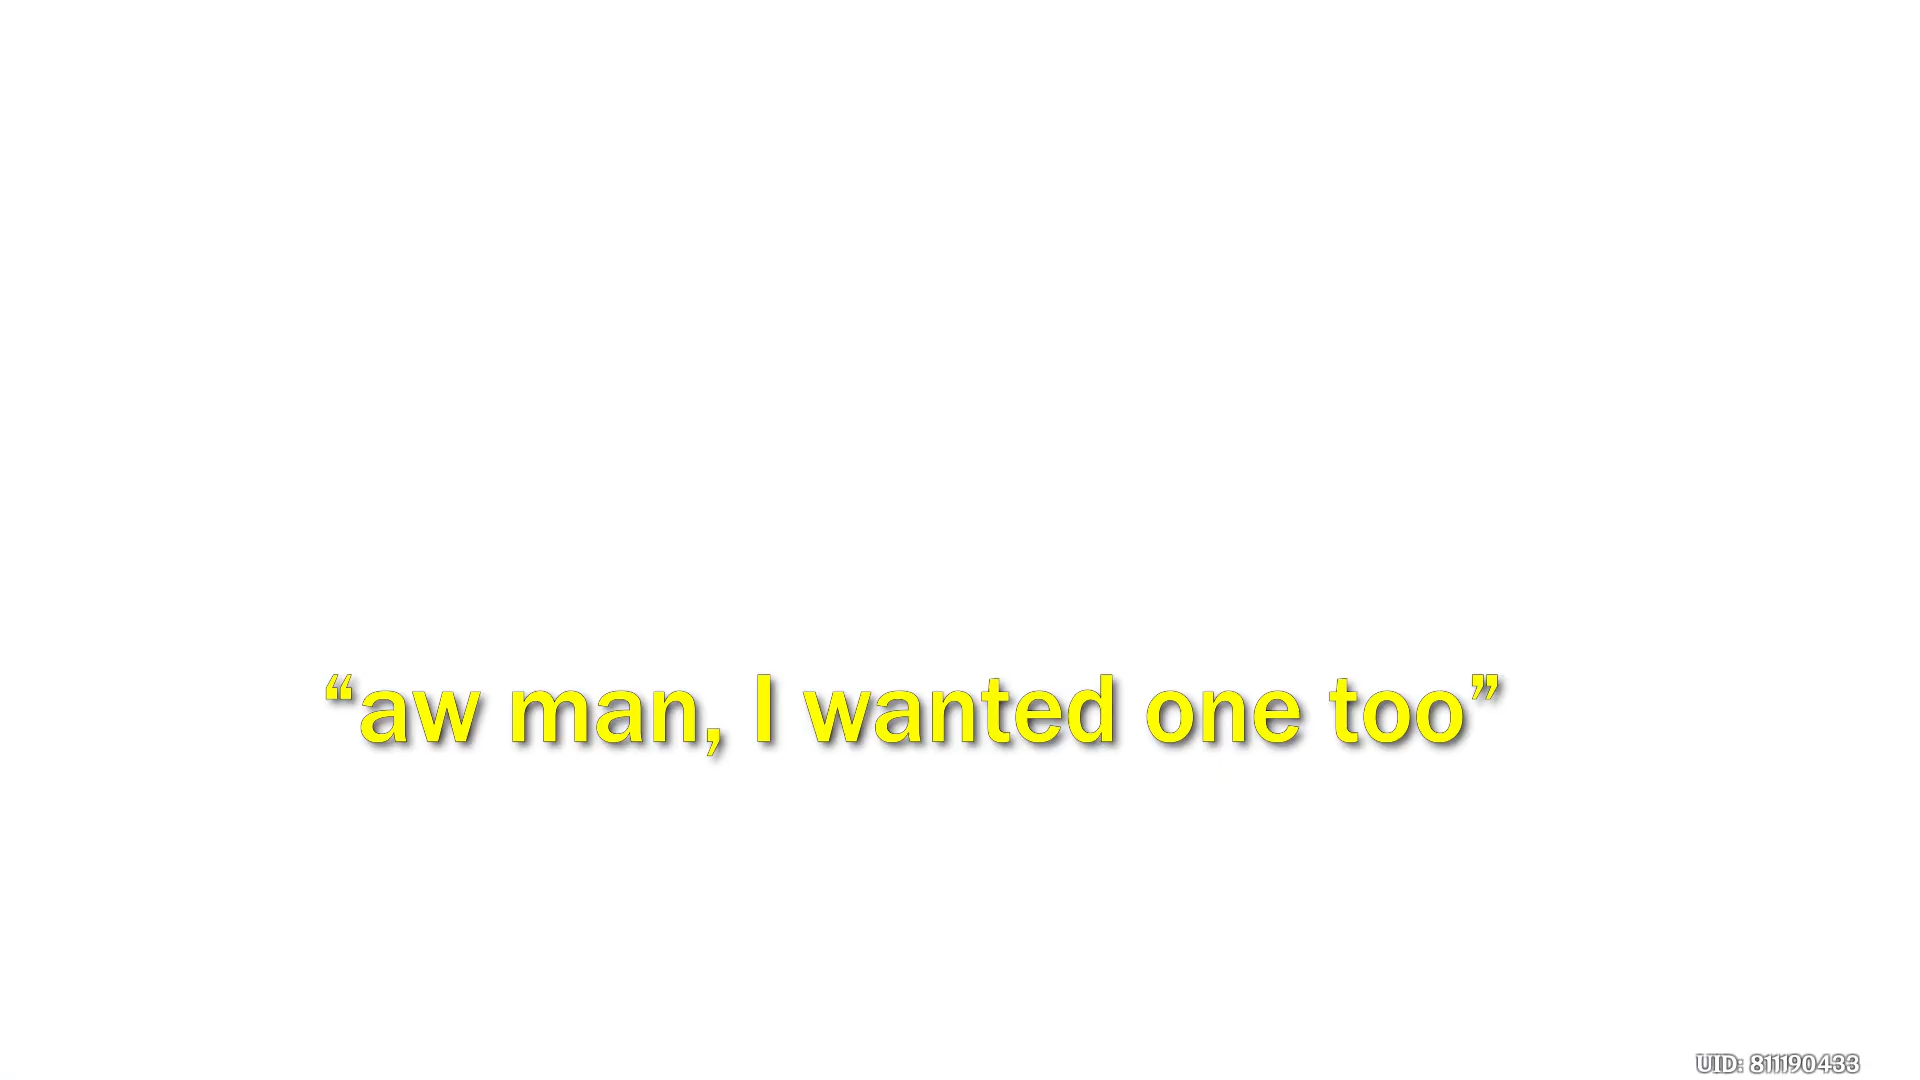 “aw man, I wanted one too”
UID: 811190433